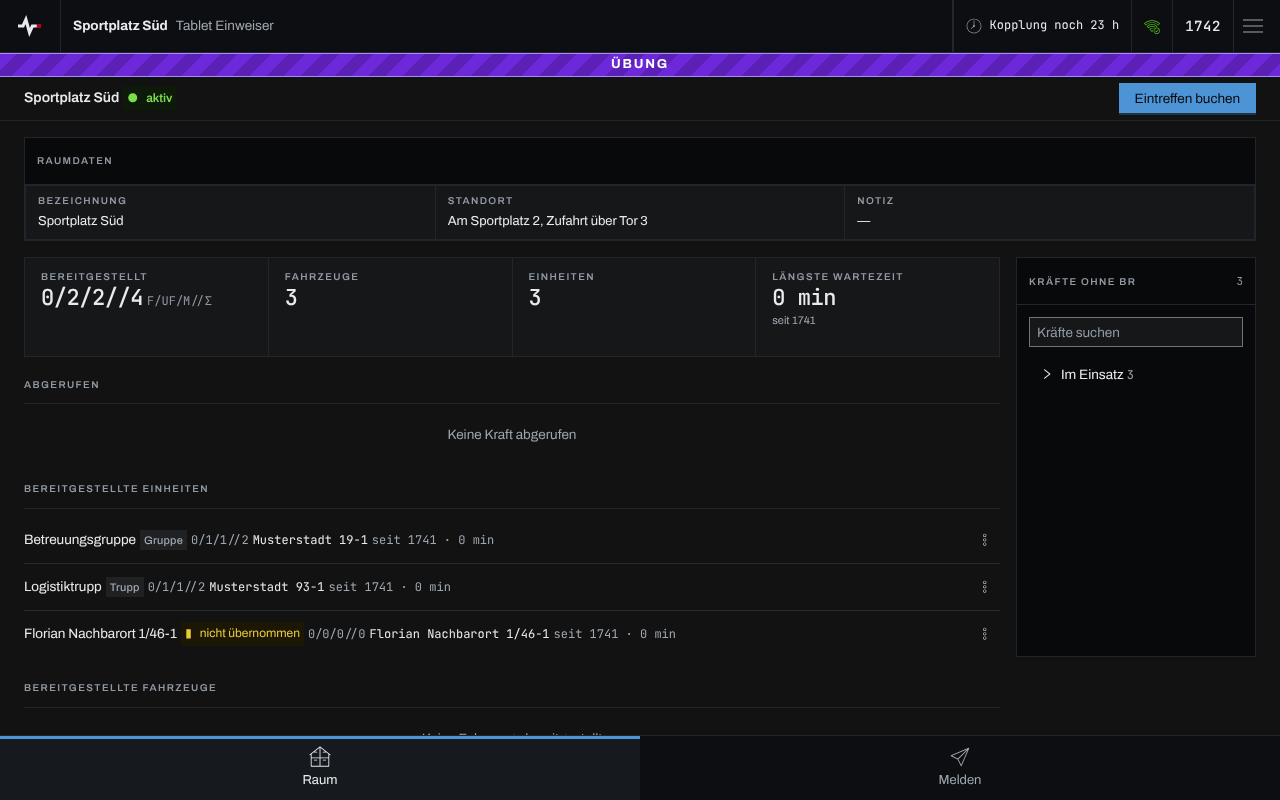 Sportplatz Süd Tablet Einweiser
Kopplung noch 23 h
1742
ÜBUNG
Sportplatz Süd aktiv
Eintreffen buchen
RAUMDATEN
BEZEICHNUNG
Sportplatz Süd
STANDORT
Am Sportplatz 2, Zufahrt über Tor 3
NOTIZ
—
BEREITGESTELLT
0/2/2//4 F/UF/M//Σ
FAHRZEUGE
3
EINHEITEN
3
LÄNGSTE WARTEZEIT
0 min
seit 1741
KRÄFTE OHNE BR 3
Kräfte suchen
Im Einsatz 3
ABGERUFEN
Keine Kraft abgerufen
BEREITGESTELLTE EINHEITEN
Betreuungsgruppe Gruppe 0/1/1//2 Musterstadt 19-1 seit 1741 · 0 min
Logistiktrupp Trupp 0/1/1//2 Musterstadt 93-1 seit 1741 · 0 min
Florian Nachbarort 1/46-1 nicht übernommen 0/0/0//0 Florian Nachbarort 1/46-1 seit 1741 · 0 min
BEREITGESTELLTE FAHRZEUGE
Raum
Melden